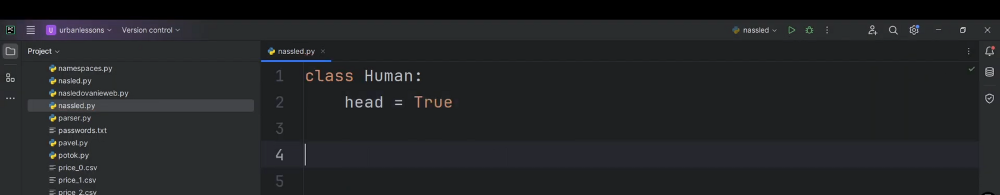 PC U urbanlessons Version control nassled
Project nassled.py
namespaces.py
nasled.py
nasledovanieweb.py
nassled.py
parser.py
passwords.txt
pavel.py
potok.py
price_0.csv
price_1.csv
price_2.csv
1 class Human:
2 head = True
3
4
5